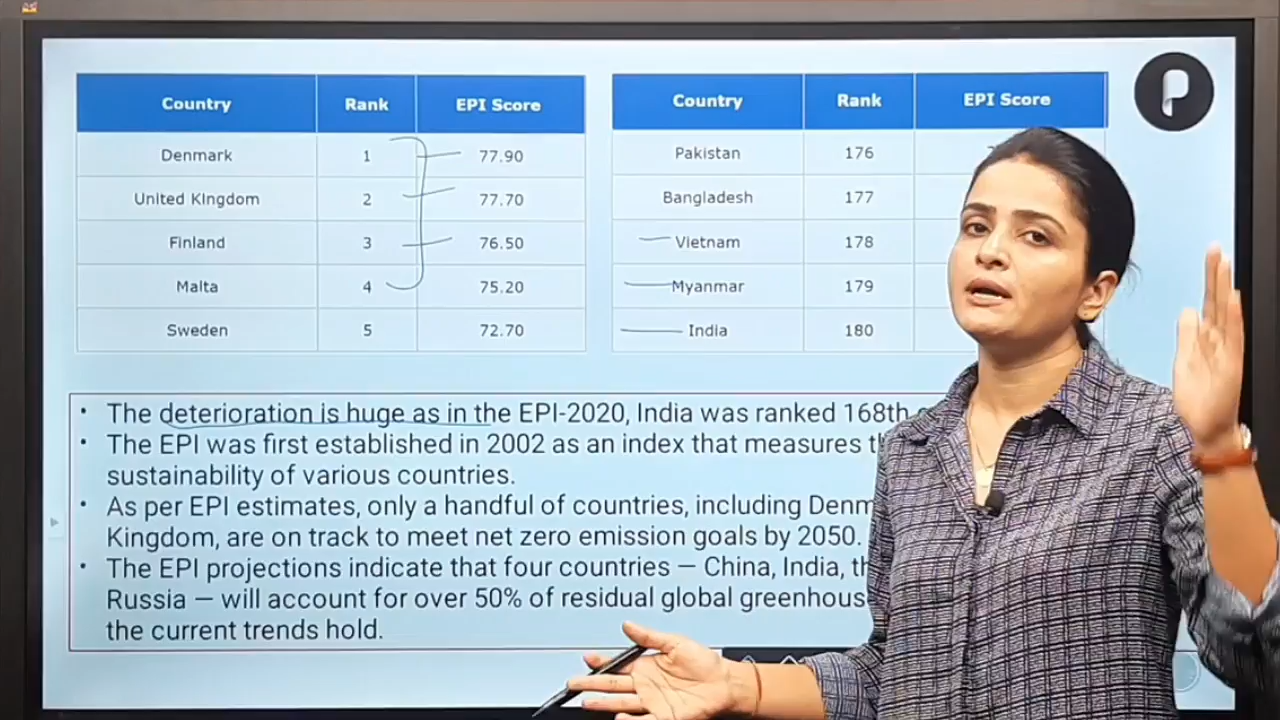 Country Rank EPI Score
Denmark 1 77.90
United Kingdom 2 77.70
Finland 3 76.50
Malta 4 75.20
Sweden 5 72.70
Country Rank EPI Score
Pakistan 176
Bangladesh 177
Vietnam 178
Myanmar 179
India 180
• The deterioration is huge as in the EPI-2020, India was ranked 168th
• The EPI was first established in 2002 as an index that measures
sustainability of various countries.
• As per EPI estimates, only a handful of countries, including
Kingdom, are on track to meet net zero emission goals by 2050.
• The EPI projections indicate that four countries — China, India,
Russia — will account for over 50% of residual global
the current trends hold.